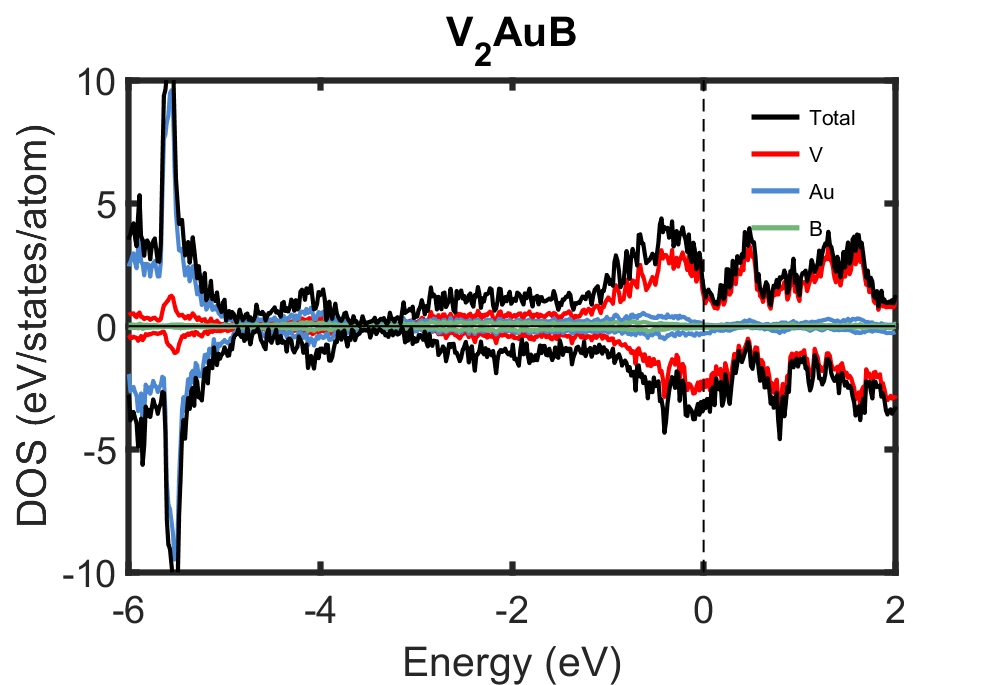 V₂AuB
10
5
0
-5
-10
DOS (eV/states/atom)
Total
V
Au
B
-6 -4 -2 0 2
Energy (eV)